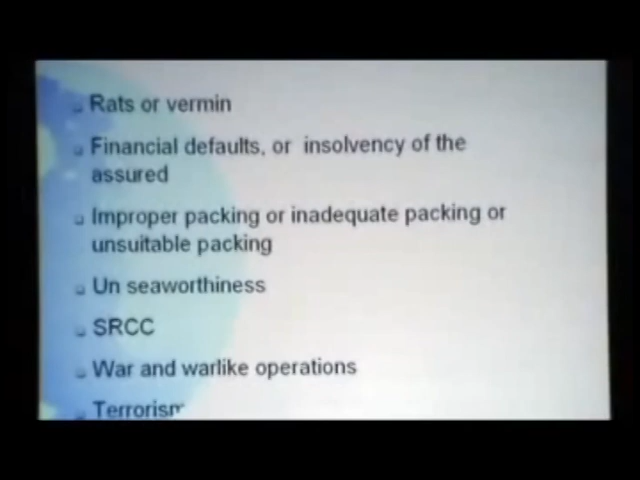 Rats or vermin
Financial defaults, or insolvency of the
assured
Improper packing or inadequate packing or
unsuitable packing
Un seaworthiness
SRCC
War and warlike operations
Terrorism